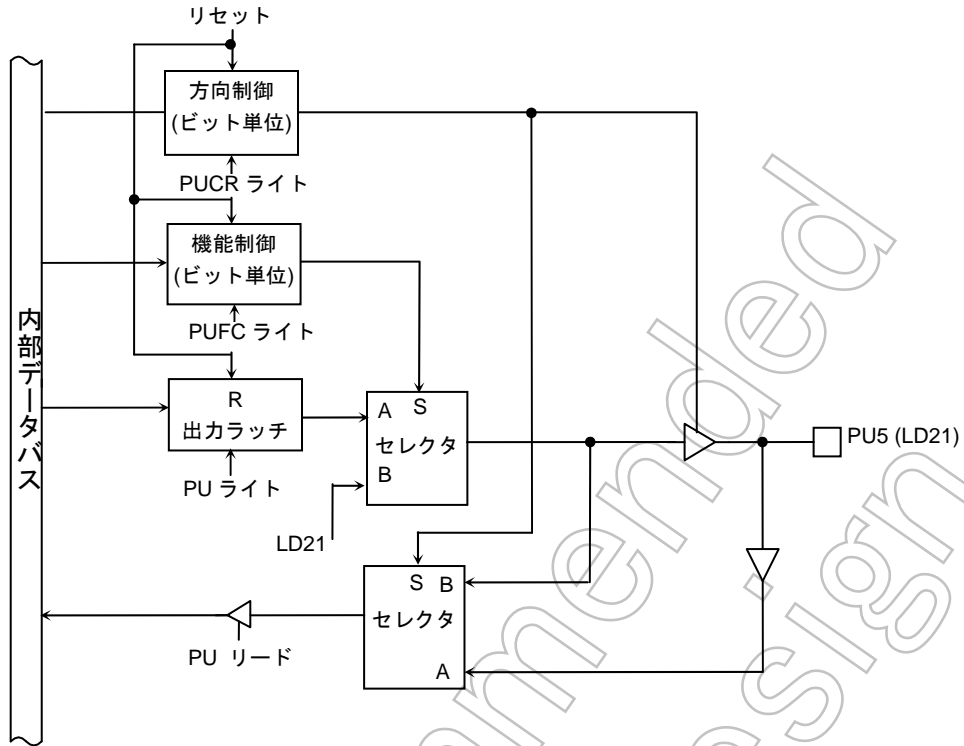 リセット
方向制御
(ビット単位)
PUCR ライト
機能制御
(ビット単位)
PUFC ライト
内部データバス
R
出力ラッチ
PU ライト
A S
セレクタ
B
LD21
PU5 (LD21)
S B
セレクタ
A
PU リード
mended
esign